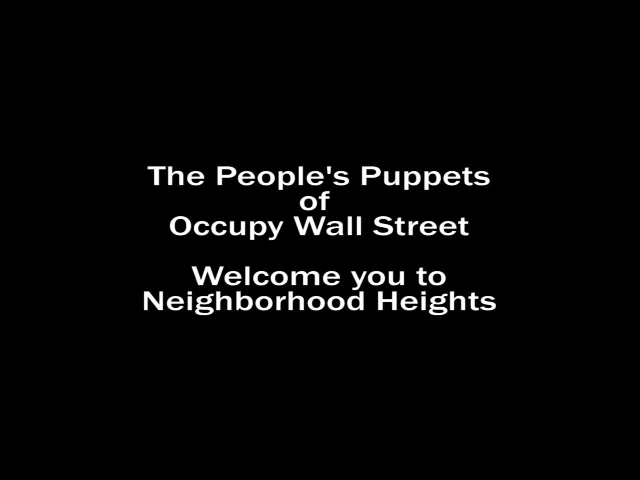 The People's Puppets
of
Occupy Wall Street
Welcome you to
Neighborhood Heights